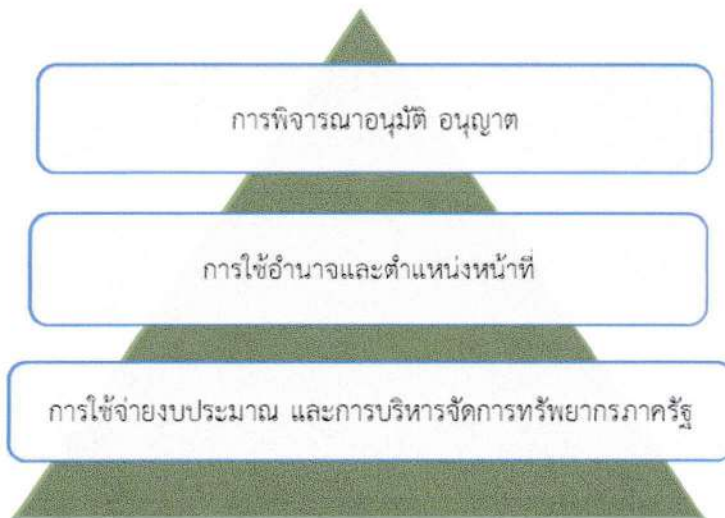 การพิจารณาอนุมัติ อนุญาต
การใช้อำนาจและตำแหน่งหน้าที่
การใช้จ่ายงบประมาณ และการบริหารจัดการทรัพยากรภาครัฐ